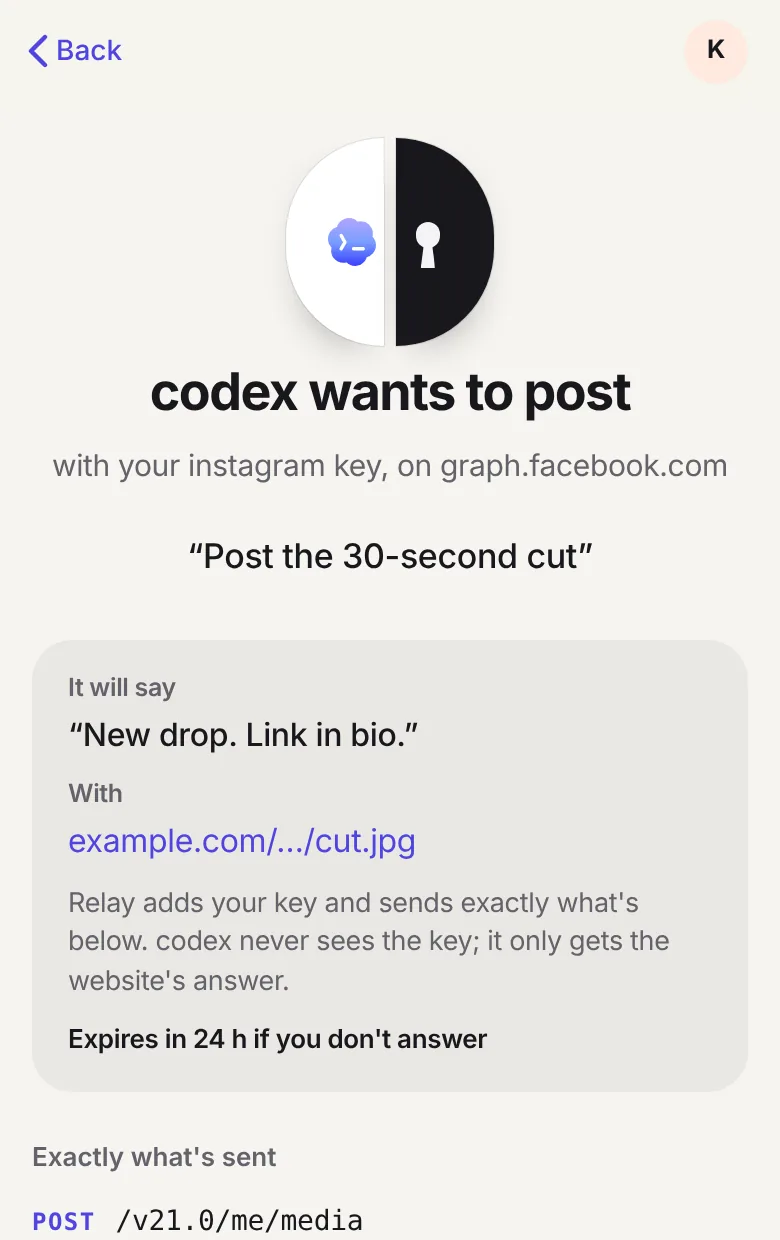 Back
K
codex wants to post
with your instagram key, on graph.facebook.com
“Post the 30-second cut”
It will say
“New drop. Link in bio.”
With
example.com/.../cut.jpg
Relay adds your key and sends exactly what's
below. codex never sees the key; it only gets the
website's answer.
Expires in 24 h if you don't answer
Exactly what's sent
POST /v21.0/me/media